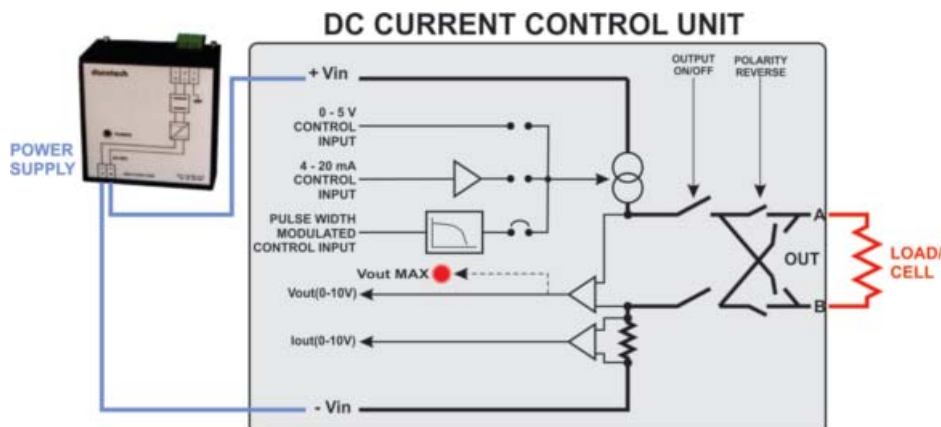 DC CURRENT CONTROL UNIT
+ Vin
OUTPUT
ON/OFF
POLARITY
REVERSE
0 - 5 V
CONTROL
INPUT
POWER
SUPPLY
4 - 20 mA
CONTROL
INPUT
PULSE WIDTH
MODULATED
CONTROL INPUT
A
OUT
LOAD/
CELL
Vout MAX
Vout(0-10V)
B
Iout(0-10V)
- Vin